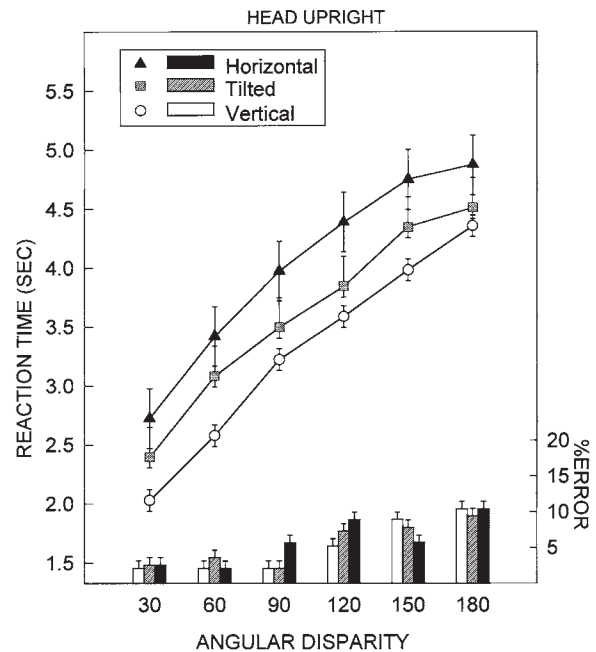 HEAD UPRIGHT
Horizontal
Tilted
Vertical
5.5
5.0
4.5
4.0
3.5
3.0
2.5
2.0
1.5
REACTION TIME (SEC)
20
15
10
5
%ERROR
30 60 90 120 150 180
ANGULAR DISPARITY